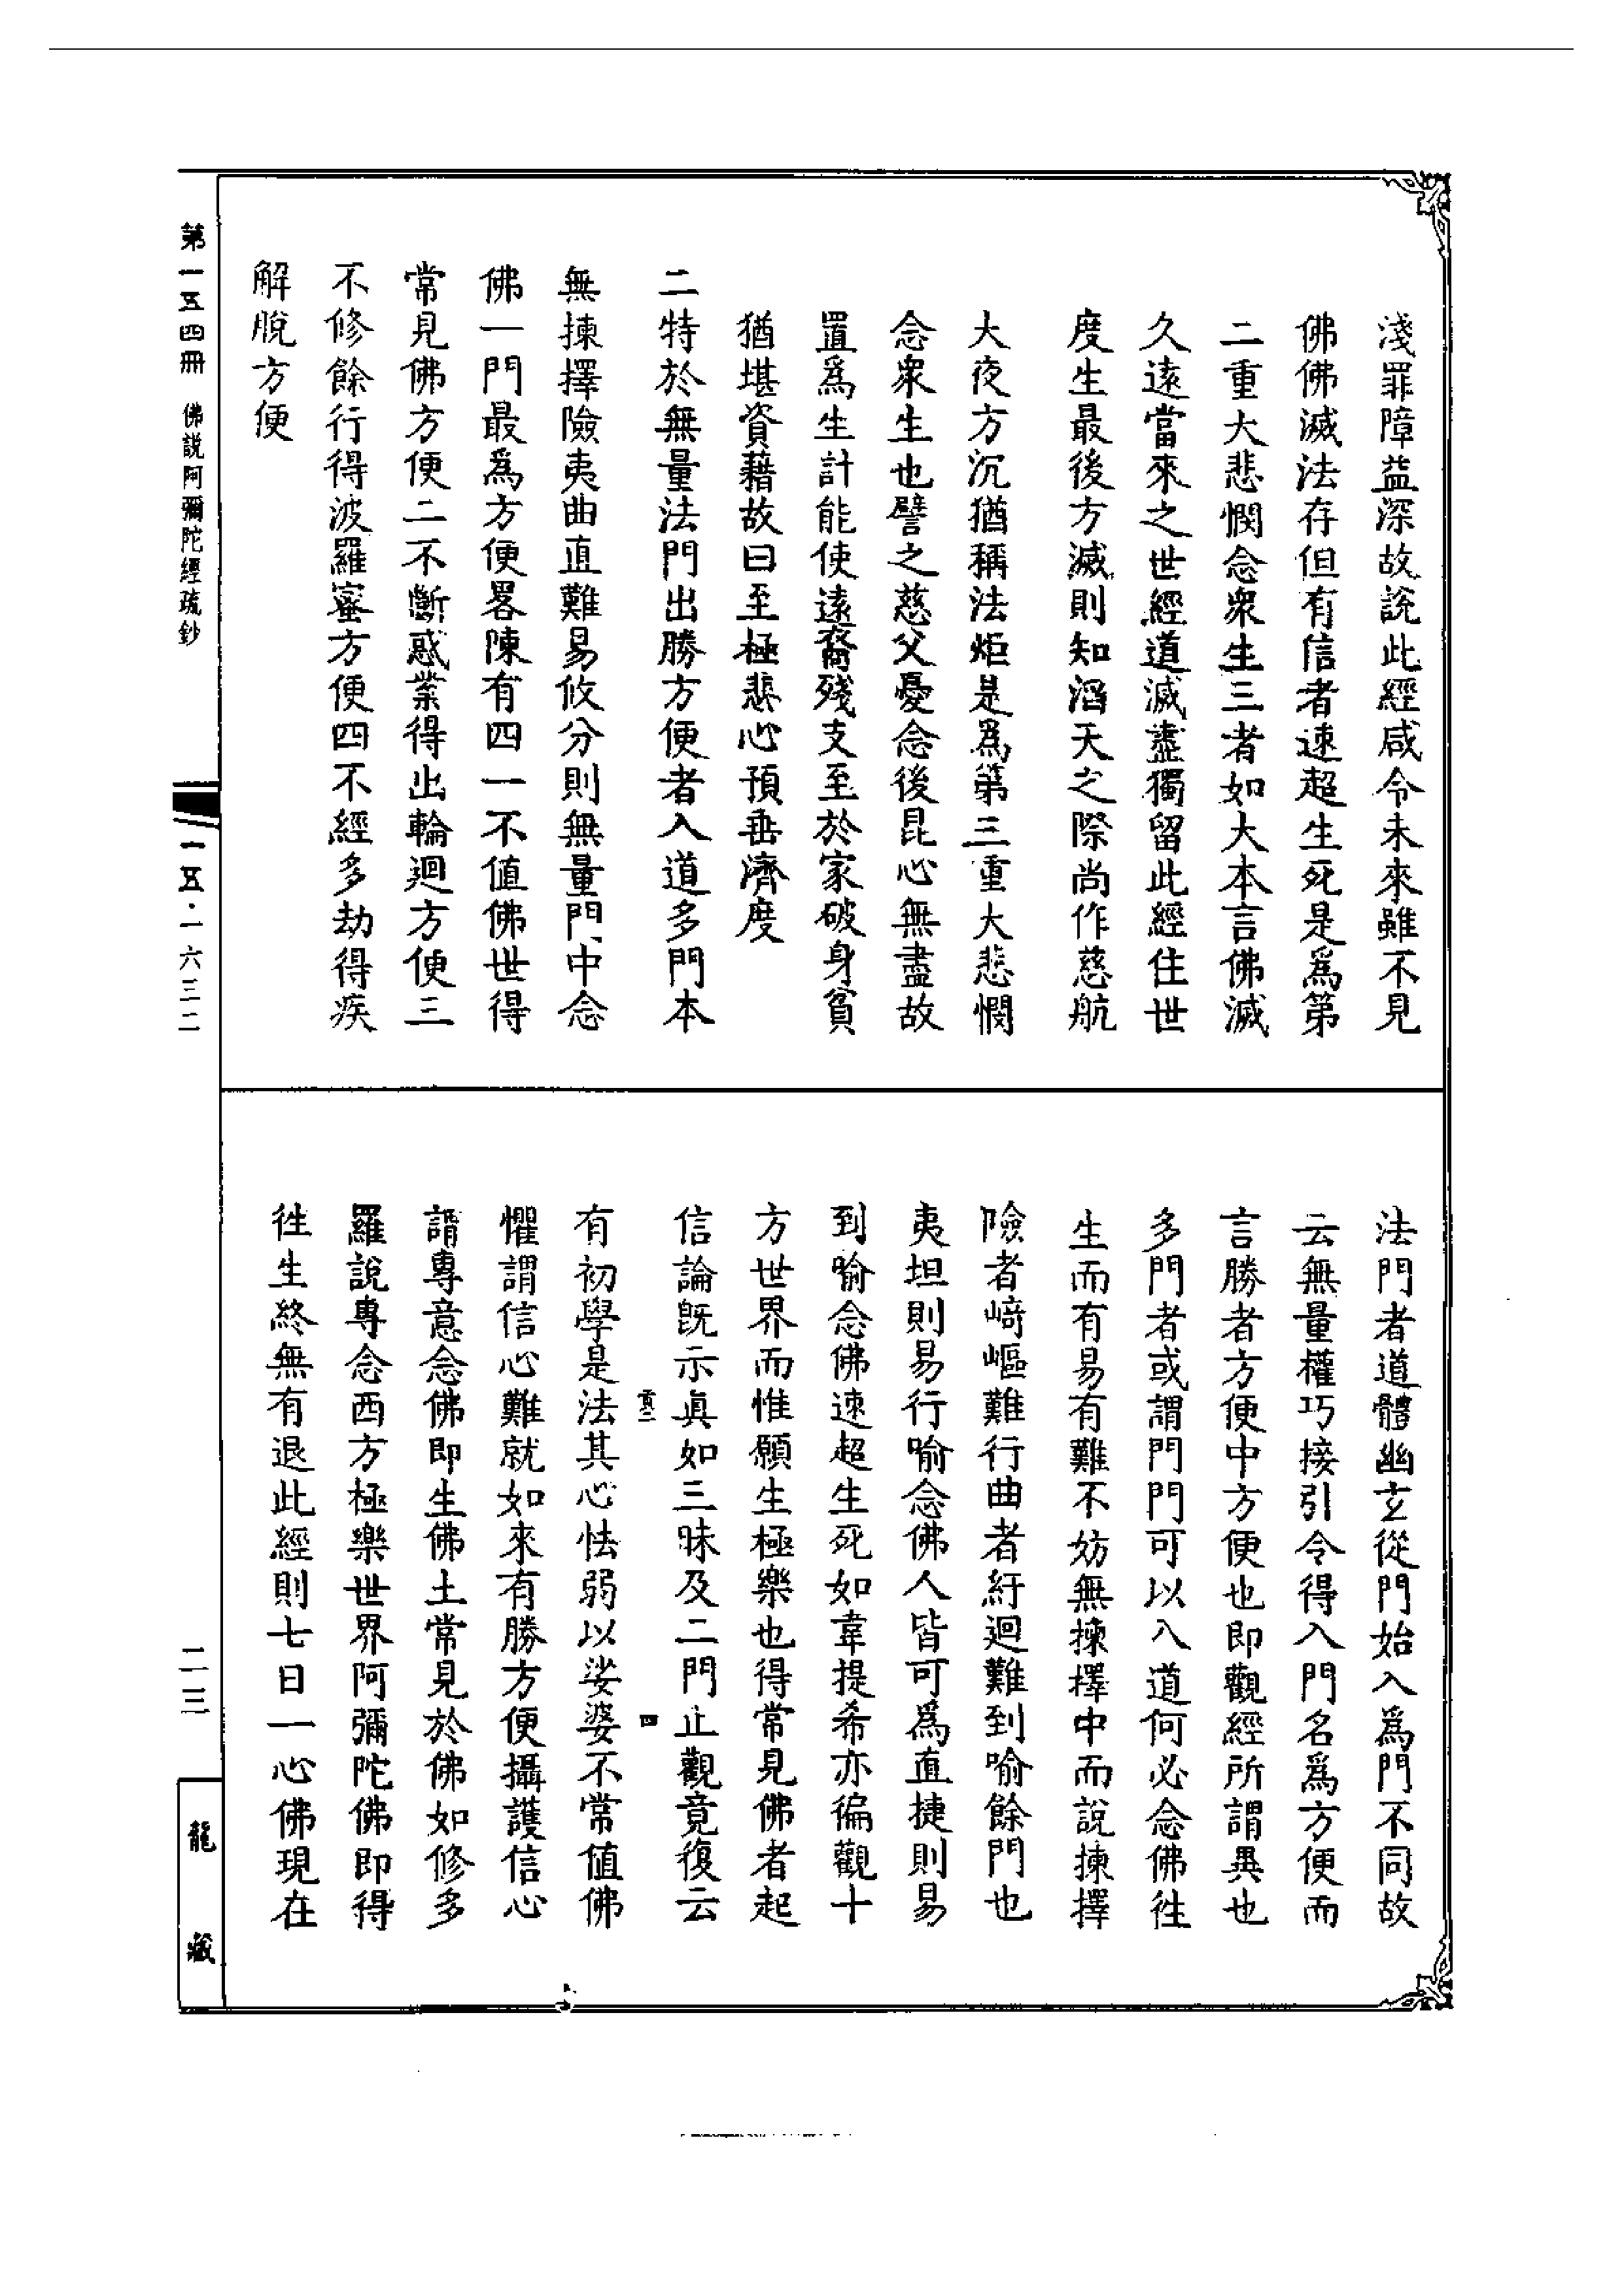 淺罪障益深故說此經咸令未來雖不見
佛佛滅法存但有信者速超生死是爲第
二重大悲憫念衆生三者如大本言佛滅
久遠當來之世經道滅盡獨留此經住世
度生最後方滅則知滔天之際尚作慈航
大夜方沉猶稱法炬是爲第三重大悲憫
念衆生也譬之慈父憂念後昆心無盡故
置爲生計能使遠裔殘支至於家破身貧
猶堪資藉故曰至極悲心預垂濟度
二特於無量法門出勝方便者入道多門本
無揀擇險夷曲直難易攸分則無量門中念
佛一門最爲方便畧陳有四一不值佛世得
常見佛方便二不斷惑業得出輪迴方便三
不修餘行得波羅蜜方便四不經多劫得疾
解脫方便
法門者道體幽玄從門始入爲門不同故
云無量權巧接引令得入門名爲方便而
言勝者方便中方便也即觀經所謂異也
多門者或謂門門可以入道何必念佛往
生而有易有難不妨無揀擇中而說揀擇
險者崎嶇難行曲者紆迴難到喻餘門也
夷坦則易行喻念佛人皆可爲直捷則易
到喻念佛速超生死如韋提希亦徧觀十
方世界而惟願生極樂也得常見佛者起
信論旣示眞如三昧及二門止觀竟復云
貢二 四
有初學是法其心怯弱以娑婆不常值佛
懼謂信心難就如來有勝方便攝護信心
謂專意念佛即生佛土常見於佛如修多
羅說專念西方極樂世界阿彌陀佛即得
往生終無有退此經則七日一心佛現在
第一五四冊 佛説阿彌陀經疏鈔
一五·一六三二
二三
龍藏